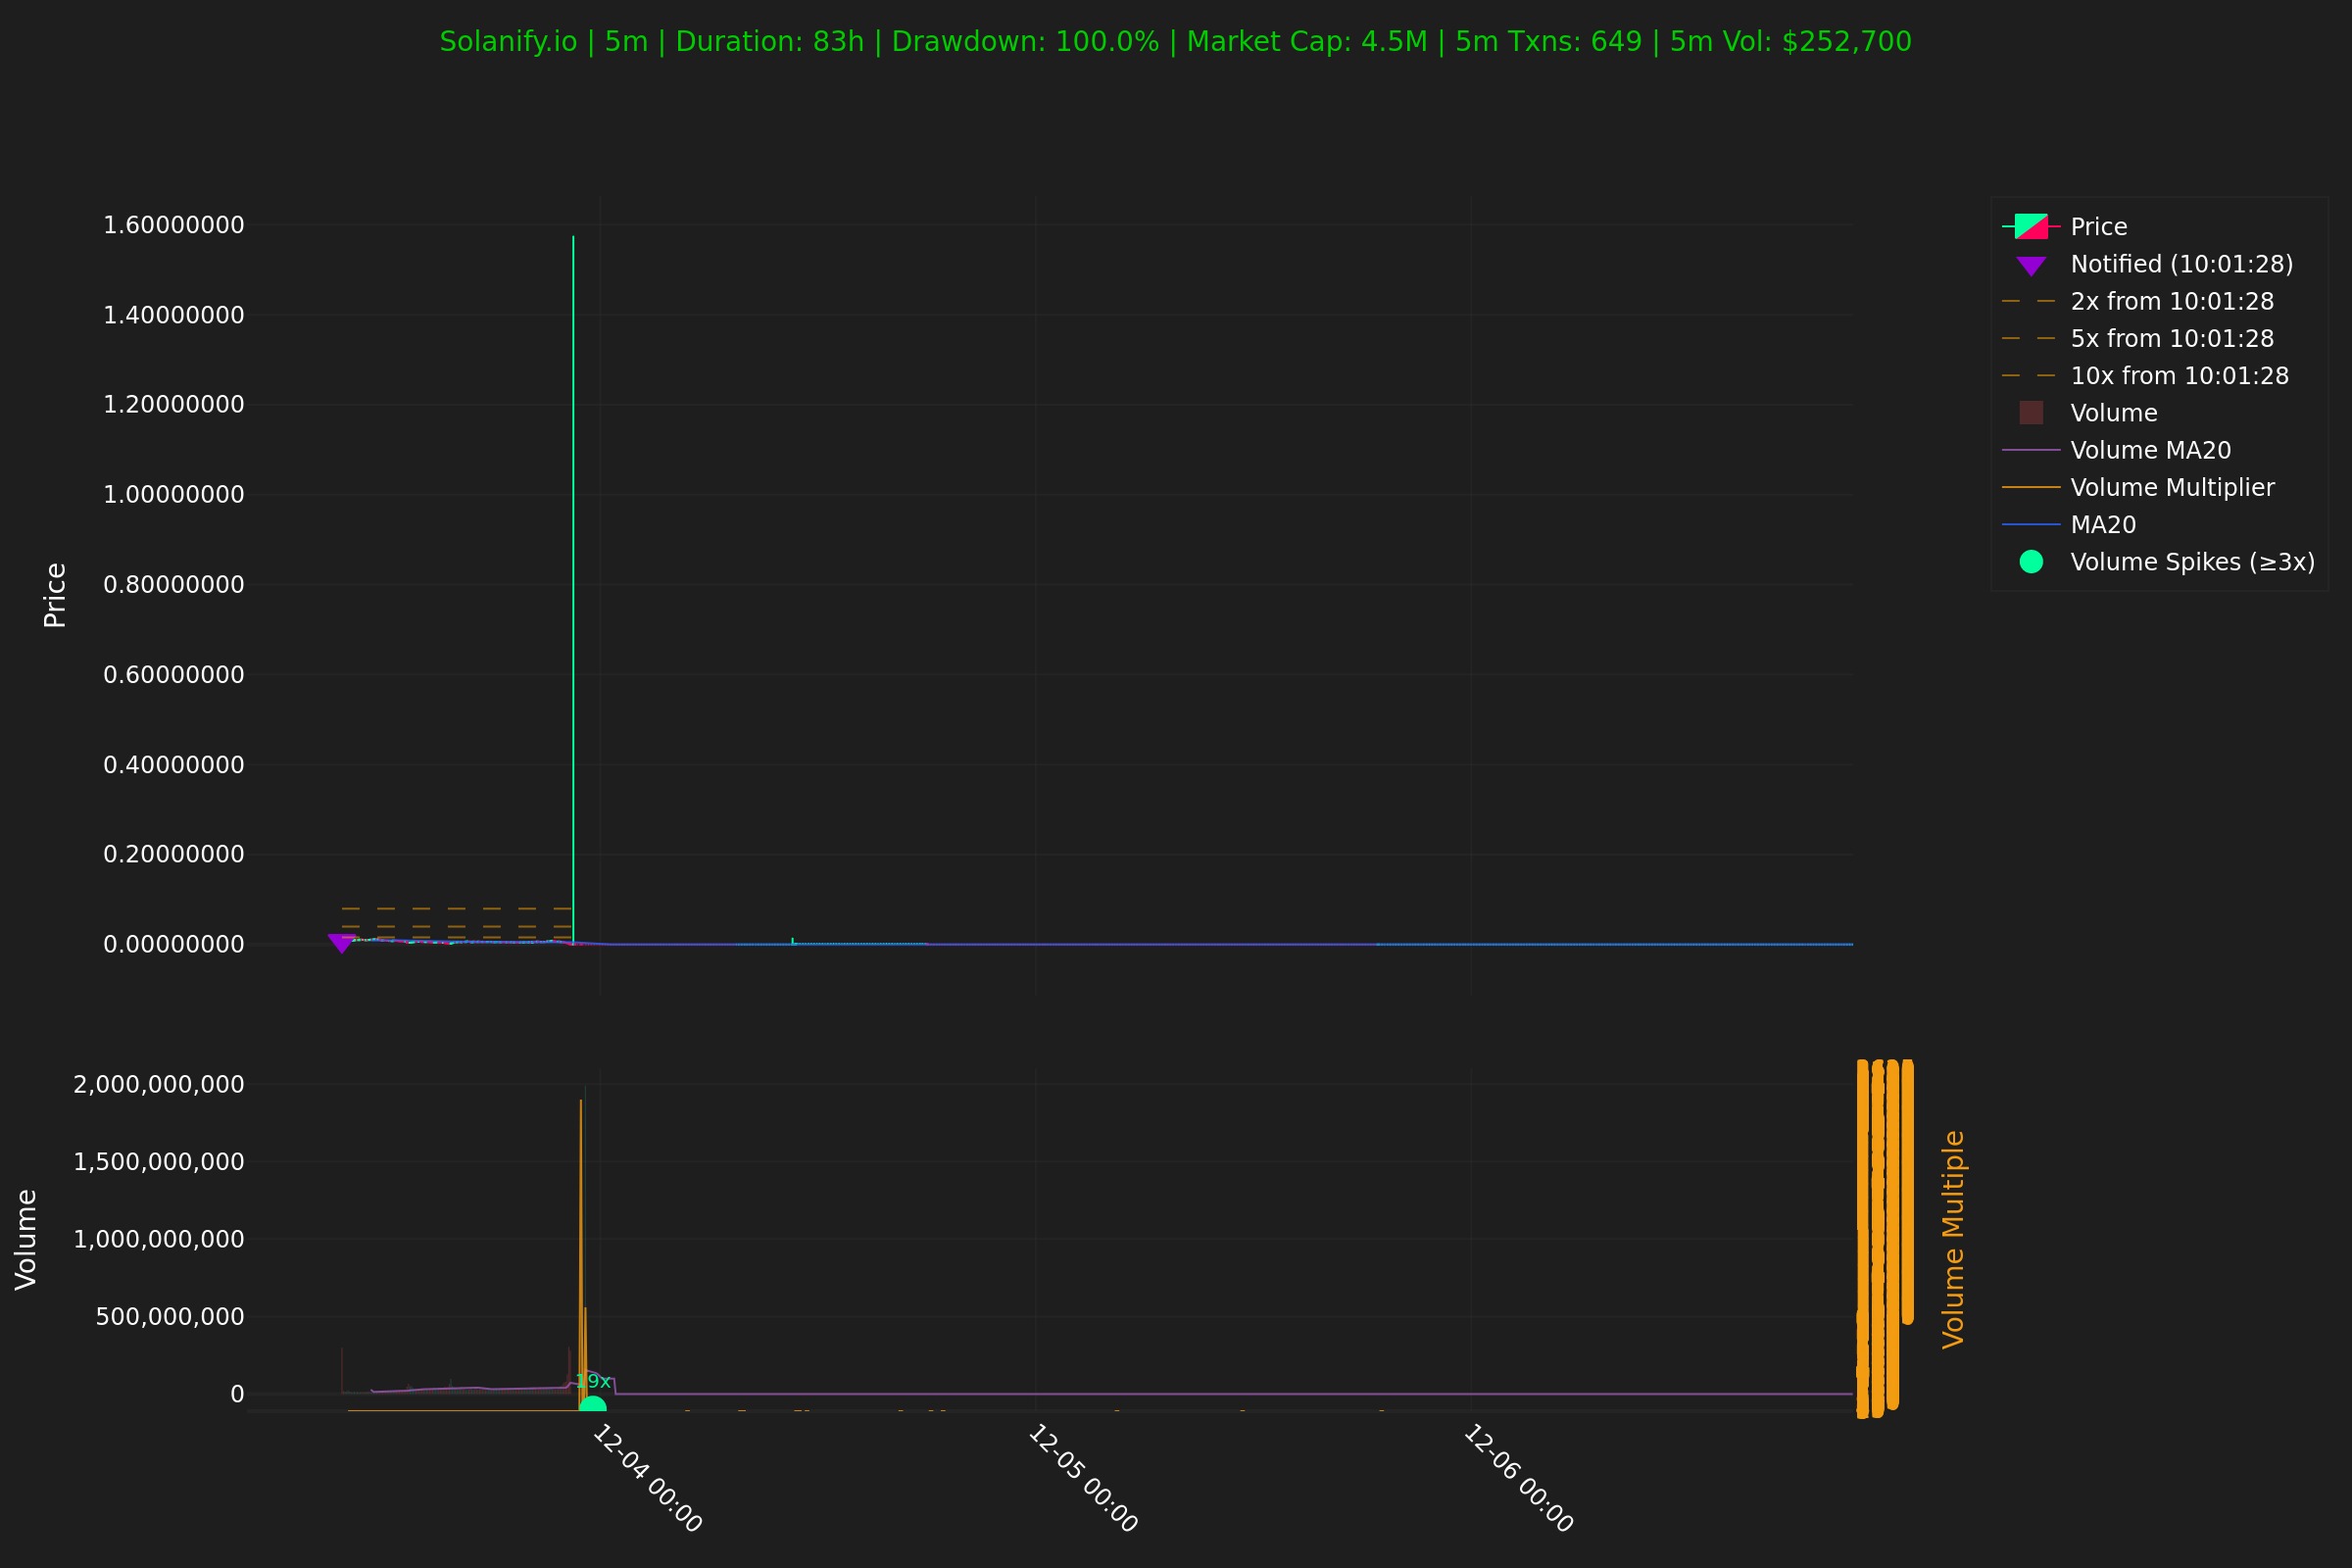 Solanify.io | 5m | Duration: 83h | Drawdown: 100.0% | Market Cap: 4.5M | 5m Txns: 649 | 5m Vol: $252,700
Price
1.60000000
1.40000000
1.20000000
1.00000000
0.80000000
0.60000000
0.40000000
0.20000000
0.00000000
Price
Notified (10:01:28)
2x from 10:01:28
5x from 10:01:28
10x from 10:01:28
Volume
Volume MA20
Volume Multiplier
MA20
Volume Spikes (≥3x)
Volume
2,000,000,000
1,500,000,000
1,000,000,000
500,000,000
0
19x
Volume Multiple
12-04 00:00
12-05 00:00
12-06 00:00